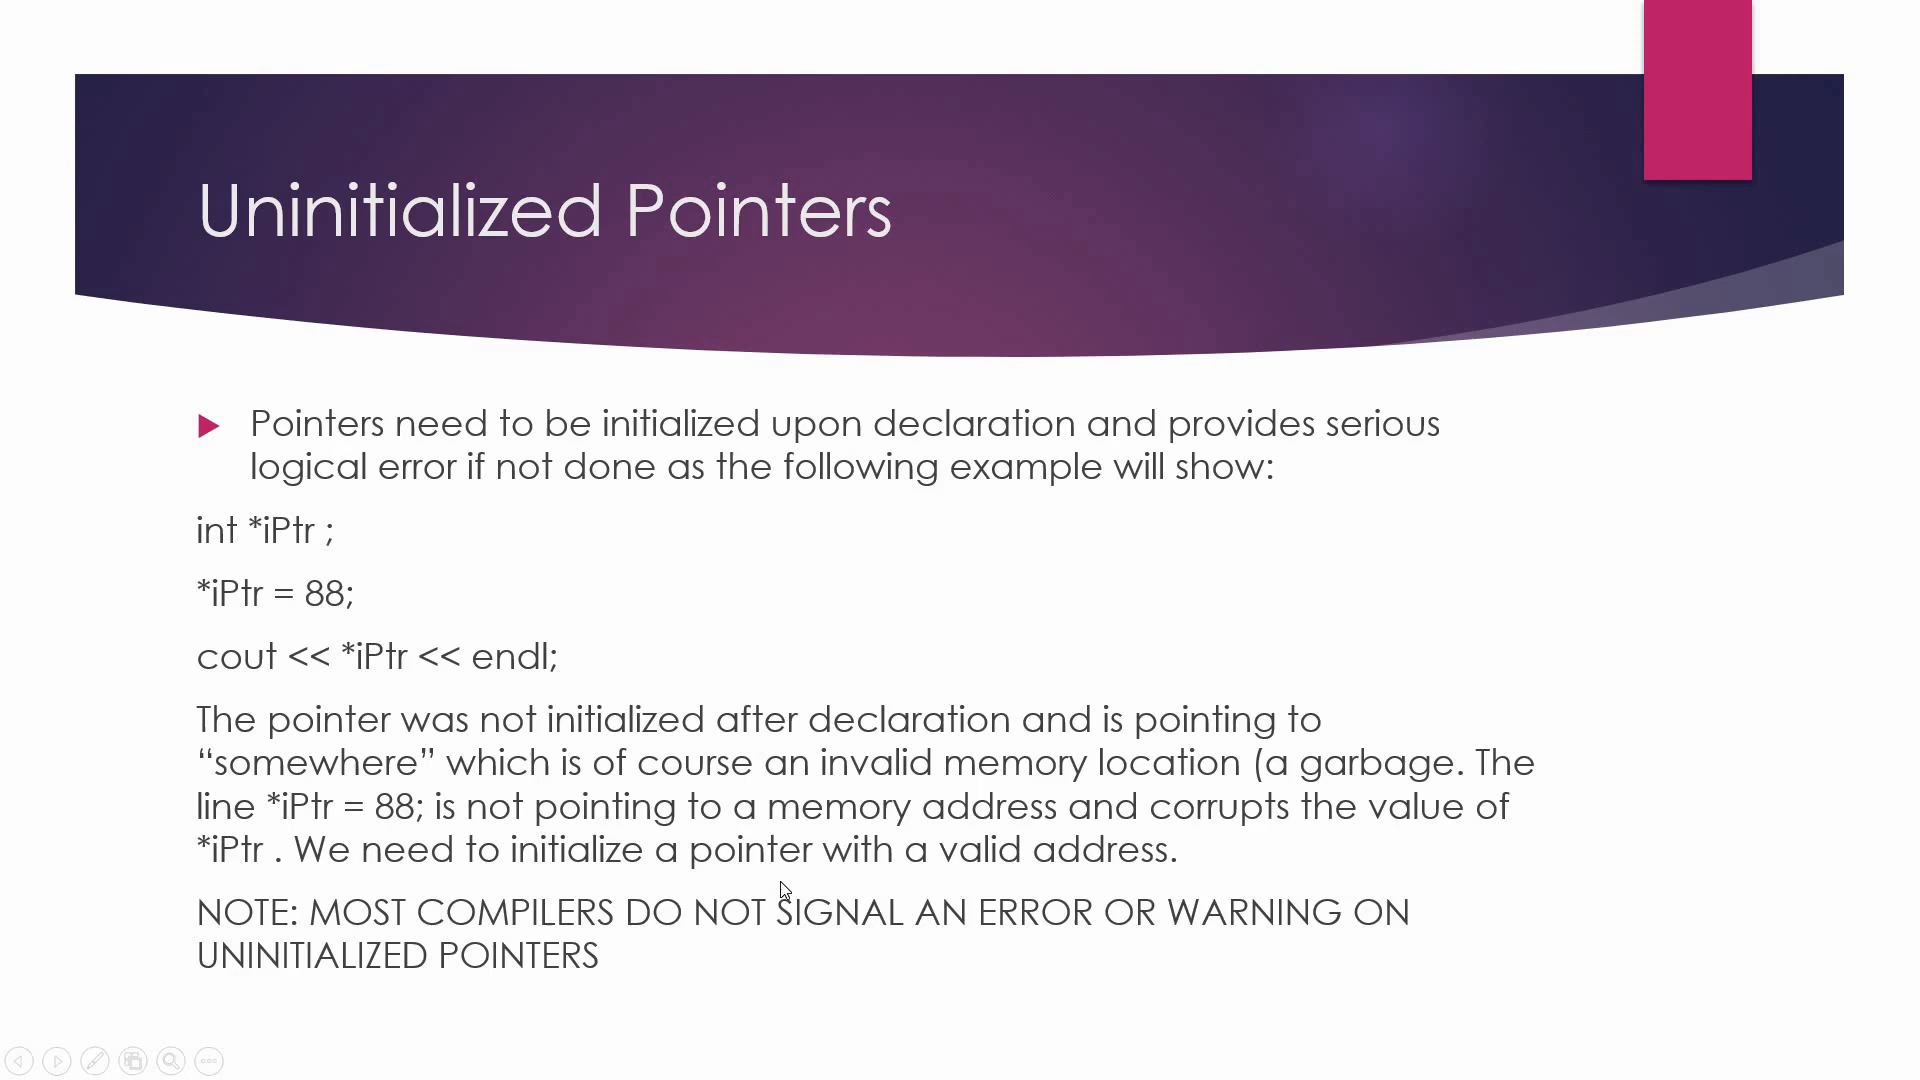 Uninitialized Pointers
Pointers need to be initialized upon declaration and provides serious
logical error if not done as the following example will show:
int *iPtr ;
*iPtr = 88;
cout << *iPtr << endl;
The pointer was not initialized after declaration and is pointing to
“somewhere” which is of course an invalid memory location (a garbage. The
line *iPtr = 88; is not pointing to a memory address and corrupts the value of
*iPtr . We need to initialize a pointer with a valid address.
NOTE: MOST COMPILERS DO NOT SIGNAL AN ERROR OR WARNING ON
UNINITIALIZED POINTERS